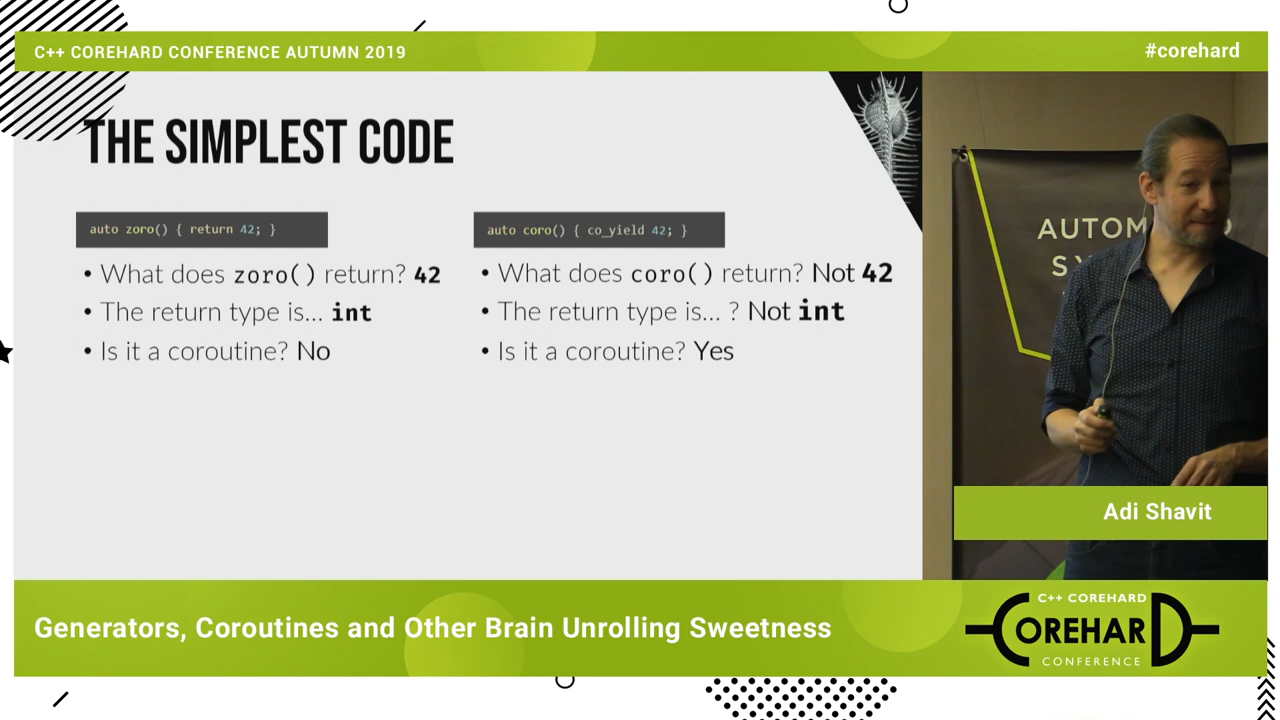 C++ COREHARD CONFERENCE AUTUMN 2019
#corehard
THE SIMPLEST CODE
auto zoro() { return 42; }
• What does zoro() return? 42
• The return type is... int
• Is it a coroutine? No
auto coro() { co_yield 42; }
• What does coro() return? Not 42
• The return type is... ? Not int
• Is it a coroutine? Yes
Adi Shavit
Generators, Coroutines and Other Brain Unrolling Sweetness
C++ COREHARD
COREHARD
CONFERENCE